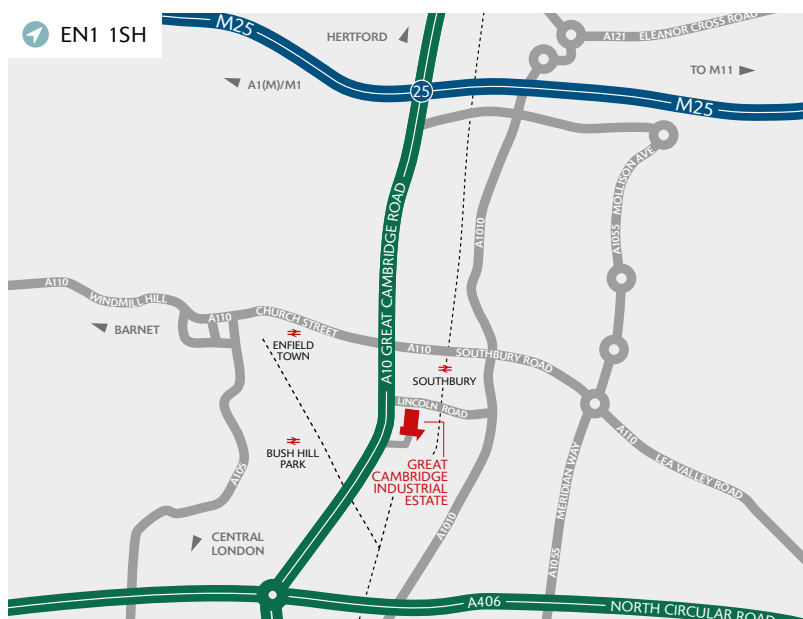 EN1 1SH
M25
HERTFORD
A121
ELEANOR CROSS ROAD
TO M11
A1(M)/M1
25
M25
MOLLISON AVE
A1055
A1010
A10 GREAT CAMBRIDGE ROAD
A110
WINDMILL HILL
A110
CHURCH STREET
BARNET
ENFIELD
TOWN
A110
SOUTHBURY ROAD
SOUTHBURY
LINCOLN ROAD
BUSH HILL
PARK
A105
GREAT
CAMBRIDGE
INDUSTRIAL
ESTATE
A110
LEA VALLEY ROAD
MERIDIAN WAY
A1055
A1010
CENTRAL
LONDON
A406
NORTH CIRCULAR ROAD